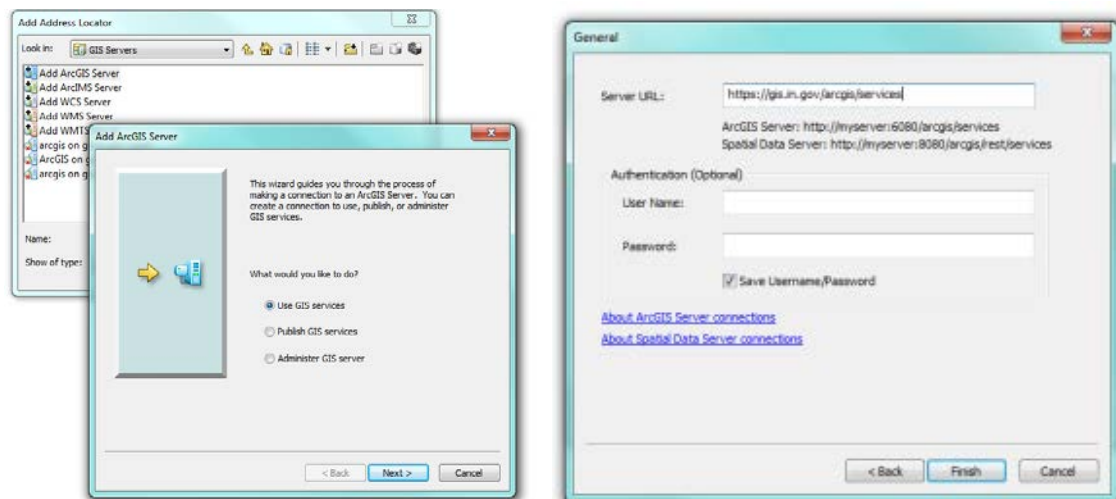 Add Address Locator
Look in: GIS Servers
Add ArcGIS Server
Add ArcIMS Server
Add WCS Server
Add WMS Server
Add WMTS
arcgis on g
ArcGIS on g
arcgis on g
Name:
Show of type:
Add ArcGIS Server
This wizard guides you through the process of
making a connection to an ArcGIS Server. You can
create a connection to use, publish, or administer
GIS services.
What would you like to do?
Use GIS services
Publish GIS services
Administer GIS server
< Back Next > Cancel
General
Server URL: https://gis.in.gov/arcgis/services
ArcGIS Server: http://myserver:6080/arcgis/services
Spatial Data Server: http://myserver:8080/arcgis/rest/services
Authentication (Optional)
User Name:
Password:
Save Username/Password
About ArcGIS Server connections
About Spatial Data Server connections
< Back Finish Cancel